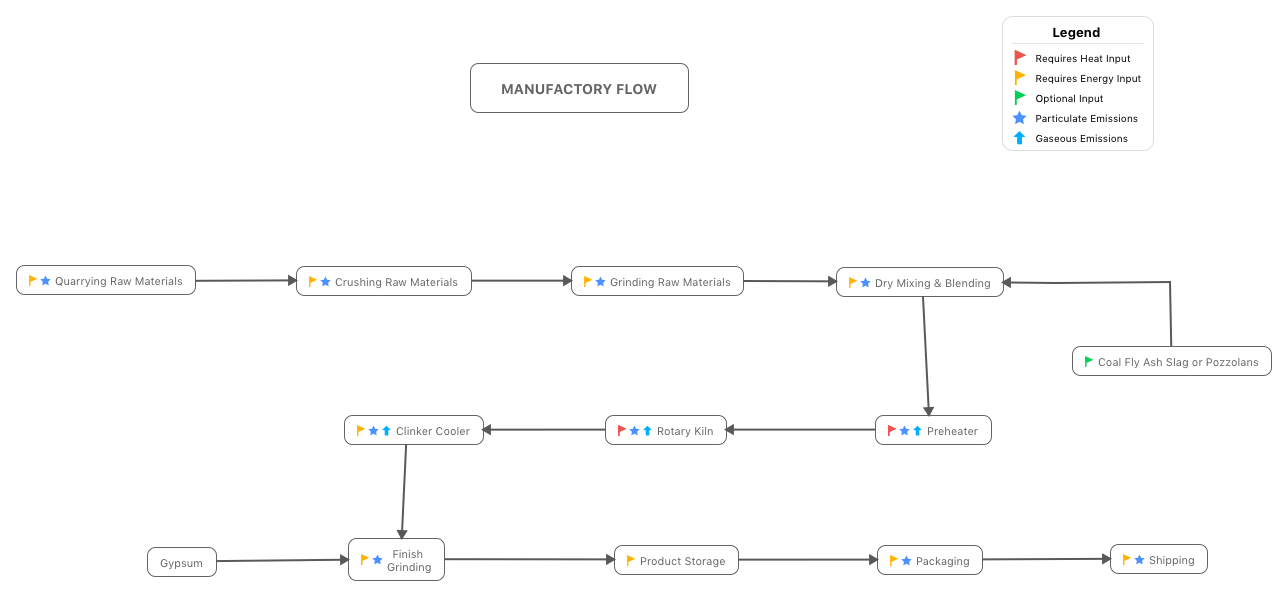 MANUFACTORY FLOW
Legend
Requires Heat Input
Requires Energy Input
Optional Input
Particulate Emissions
Gaseous Emissions
Quarrying Raw Materials
Crushing Raw Materials
Grinding Raw Materials
Dry Mixing & Blending
Coal Fly Ash Slag or Pozzolans
Clinker Cooler
Rotary Kiln
Preheater
Gypsum
Finish
Grinding
Product Storage
Packaging
Shipping